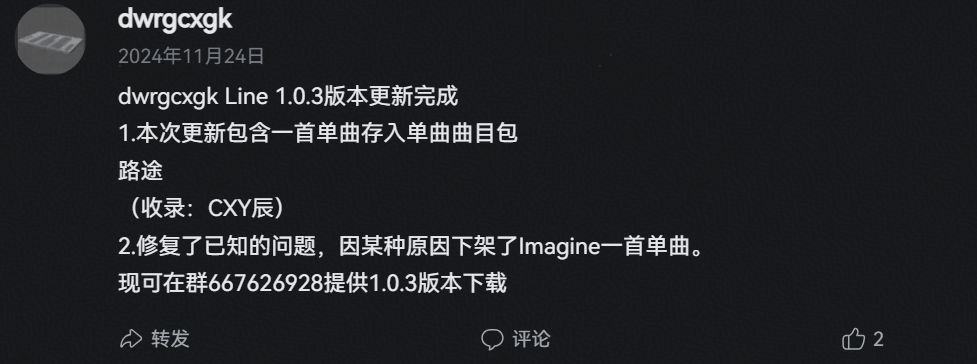 dwrgcxgk
2024年11月24日
dwrgcxgk Line 1.0.3版本更新完成
1.本次更新包含一首单曲存入单曲曲目包
路途
（收录：CXY辰）
2.修复了已知的问题，因某种原因下架了Imagine一首单曲。
现可在群667626928提供1.0.3版本下载
转发 评论 2